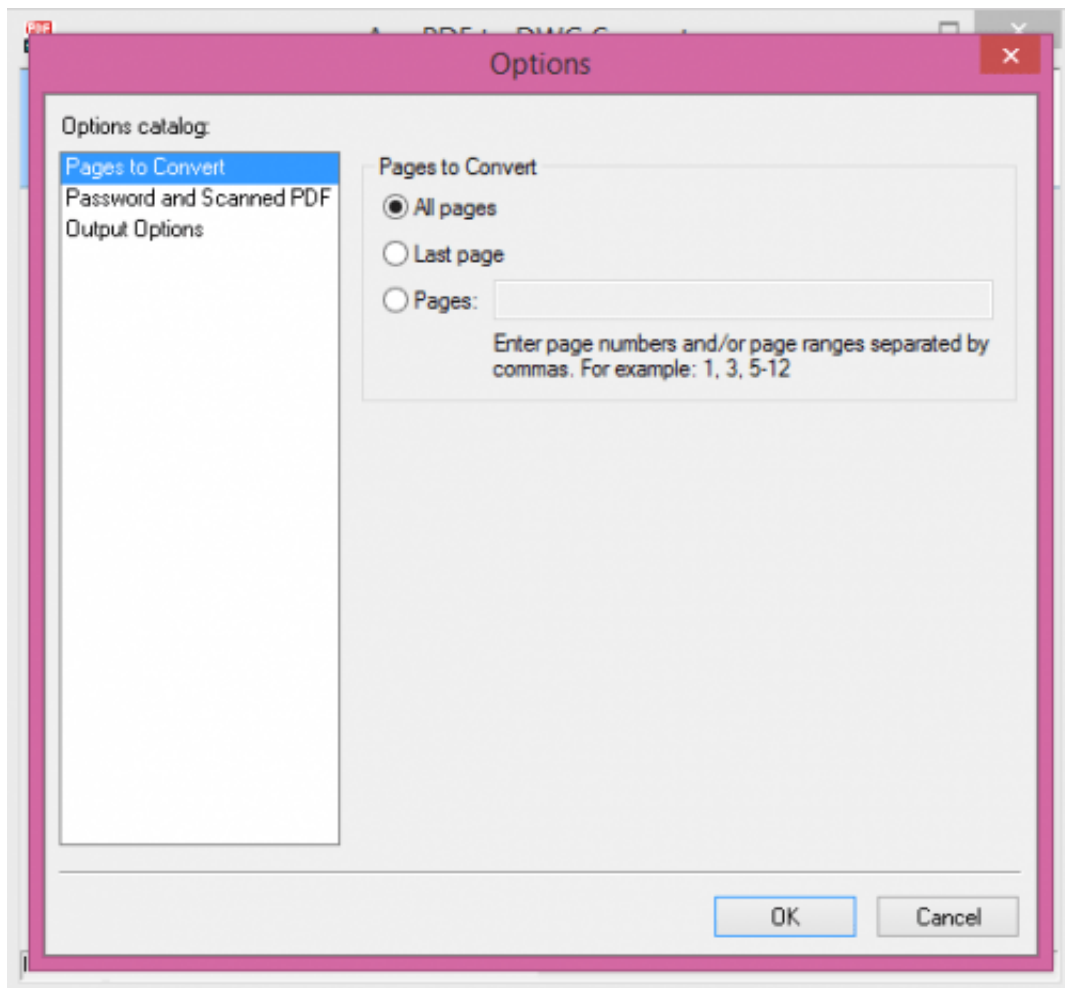 PDF
Options
Options catalog:
Pages to Convert
Password and Scanned PDF
Output Options
Pages to Convert
All pages
Last page
Pages:
Enter page numbers and/or page ranges separated by
commas. For example: 1, 3, 5-12
OK
Cancel